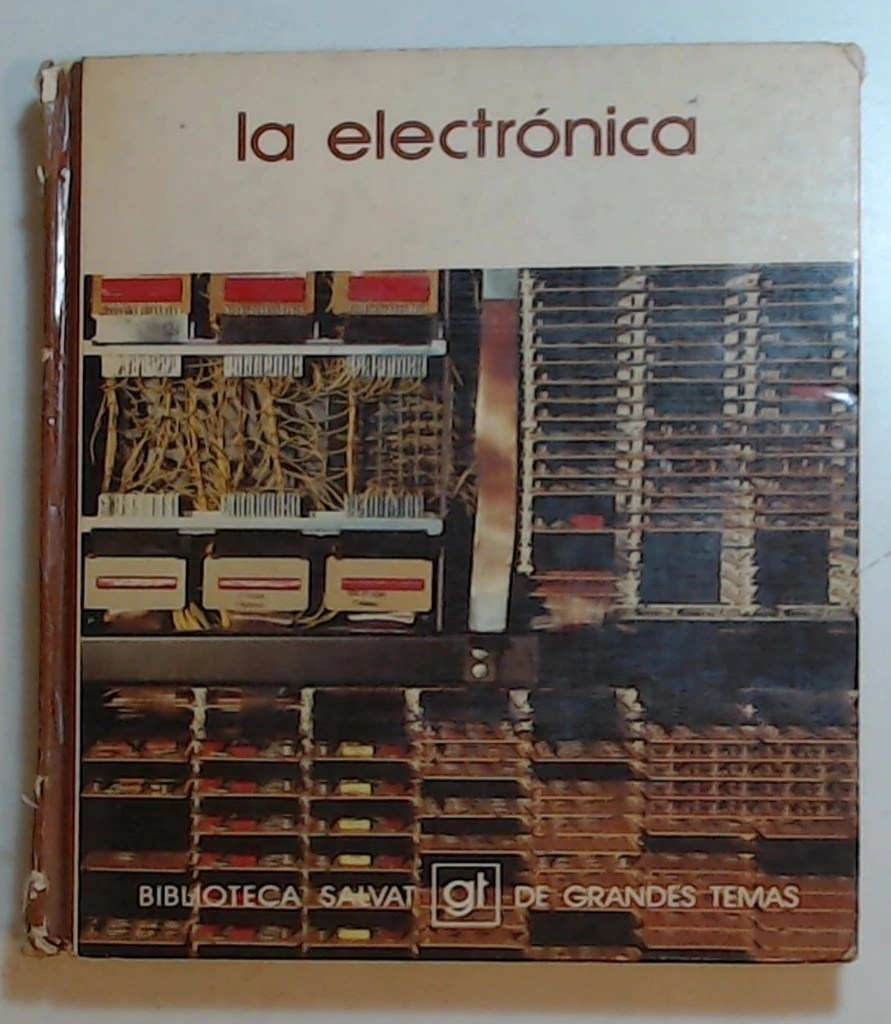 la electrónica
BIBLIOTECA SALVAT gt DE GRANDES TEMAS